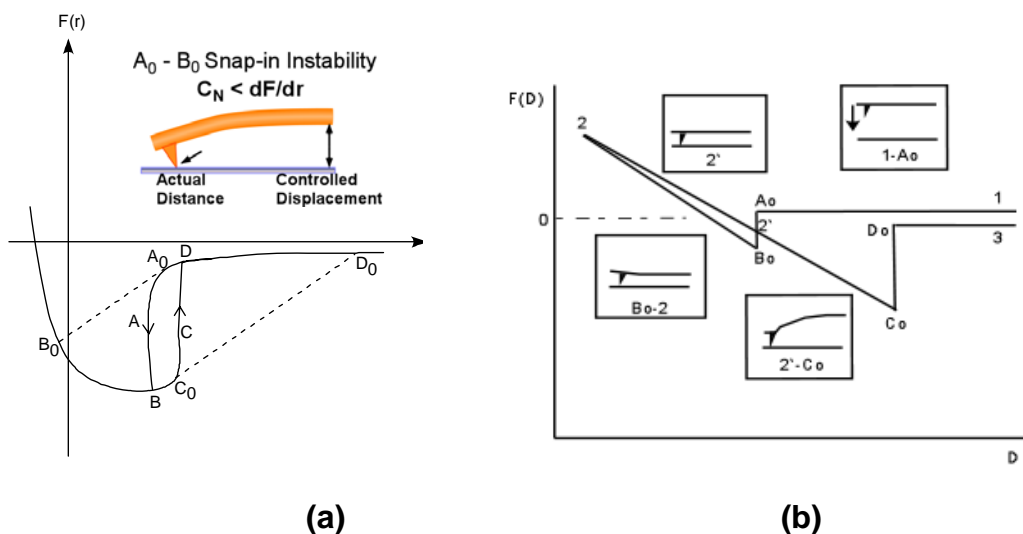 F(r)
A0 - B0 Snap-in Instability
CN < dF/dr
Actual
Distance
Controlled
Displacement
A0
D
D0
A
C
B0
B
C0
(a)
F(D)
2
2`
1-Ao
0
Ao
1
2`
Do
3
Bo
Bo-2
Co
2`-Co
D
(b)